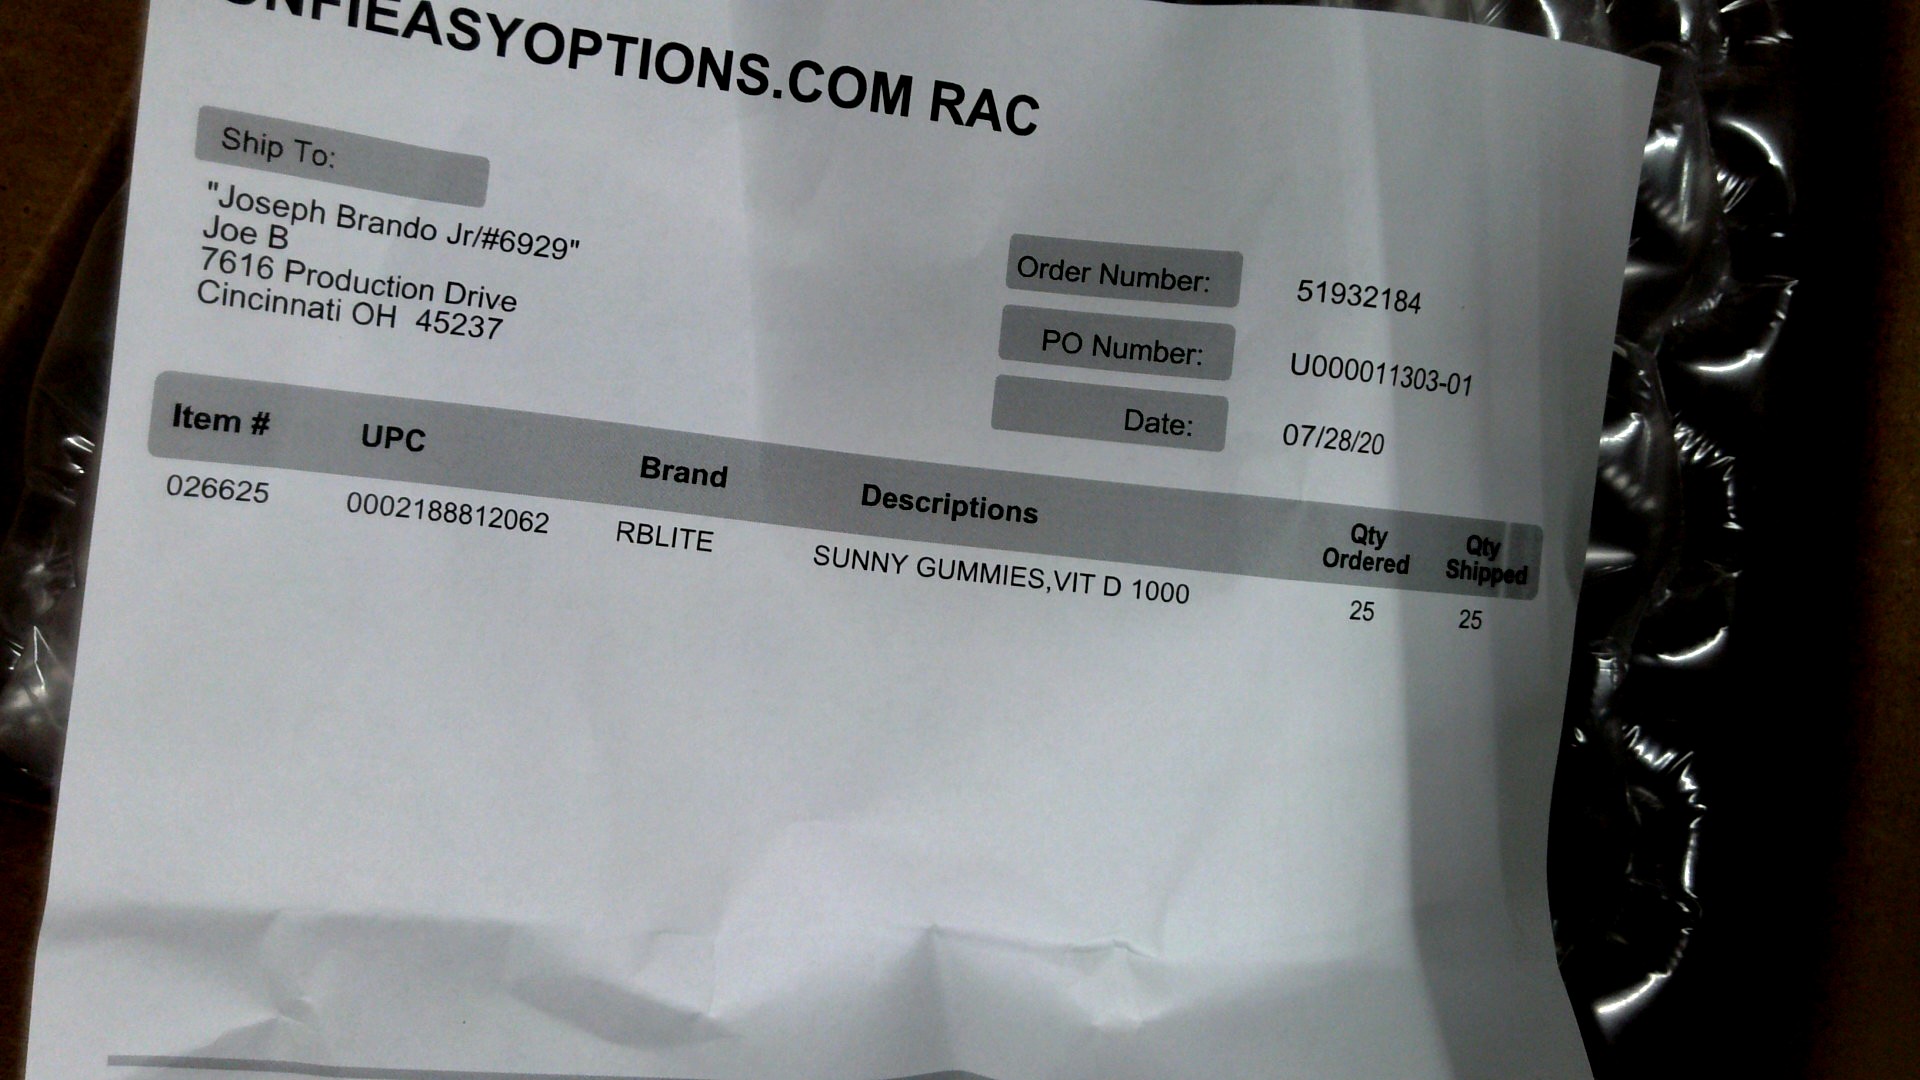 NFIEASYOPTIONS.COM RAC
Ship To:
"Joseph Brando Jr/#6929"
Joe B
7616 Production Drive
Cincinnati OH 45237
Order Number: 51932184
PO Number: U000011303-01
Date: 07/28/20
Item # UPC Brand Descriptions Qty Ordered Qty Shipped
026625 0002188812062 RBLITE SUNNY GUMMIES,VIT D 1000 25 25